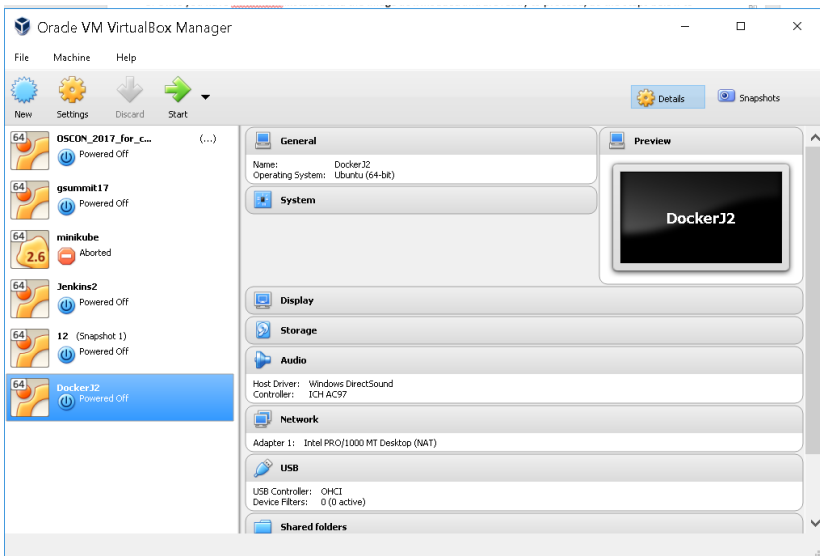 Oracle VM VirtualBox Manager
File Machine Help
New Settings Discard Start
Details Snapshots
64 OSCON_2017_for_c... (...)
Powered Off
64 gsummit17
Powered Off
64 minikube
2.6 Aborted
64 Jenkins2
Powered Off
64 12 (Snapshot 1)
Powered Off
64 DockerJ2
Powered Off
General
Name: DockerJ2
Operating System: Ubuntu (64-bit)
System
Preview
DockerJ2
Display
Storage
Audio
Host Driver: Windows DirectSound
Controller: ICH AC97
Network
Adapter 1: Intel PRO/1000 MT Desktop (NAT)
USB
USB Controller: OHCI
Device Filters: 0 (0 active)
Shared folders